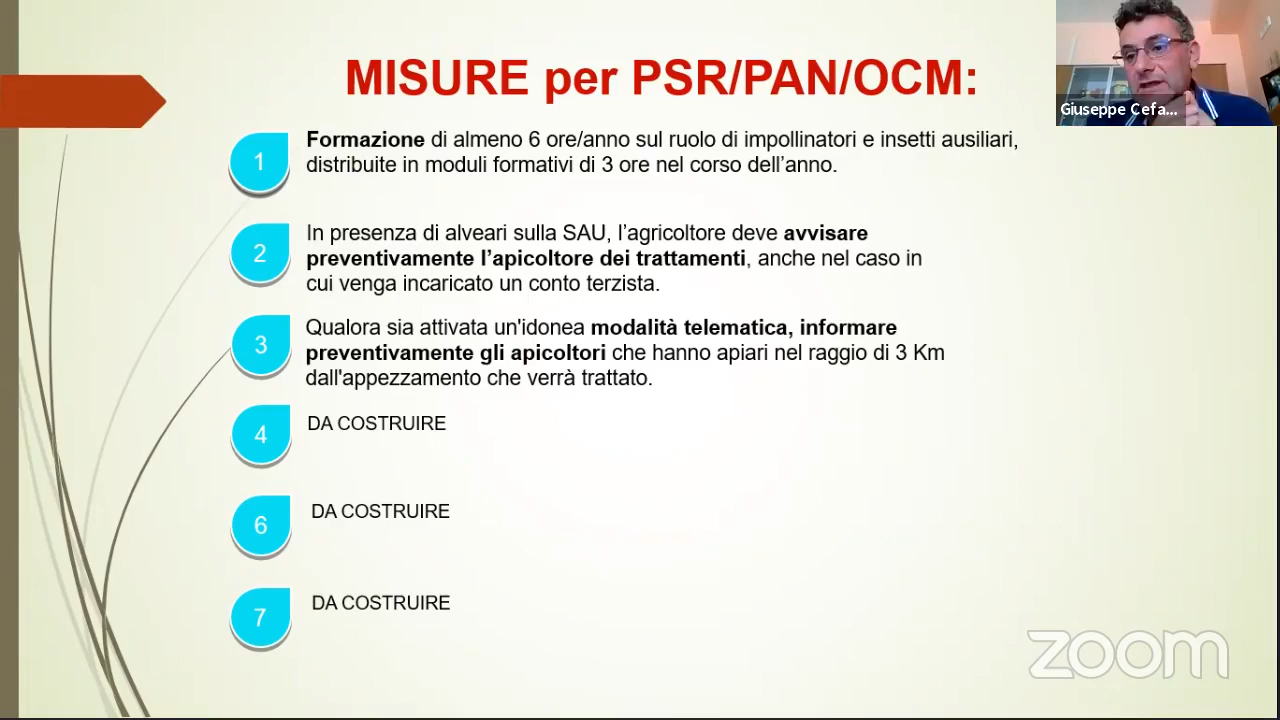 MISURE per PSR/PAN/OCM:
Giuseppe Cefa...
1
Formazione di almeno 6 ore/anno sul ruolo di impollinatori e insetti ausiliari,
distribuite in moduli formativi di 3 ore nel corso dell’anno.
2
In presenza di alveari sulla SAU, l’agricoltore deve avvisare
preventivamente l’apicoltore dei trattamenti, anche nel caso in
cui venga incaricato un conto terzista.
3
Qualora sia attivata un'idonea modalità telematica, informare
preventivamente gli apicoltori che hanno apiari nel raggio di 3 Km
dall'appezzamento che verrà trattato.
4
DA COSTRUIRE
6
DA COSTRUIRE
7
DA COSTRUIRE
zoom